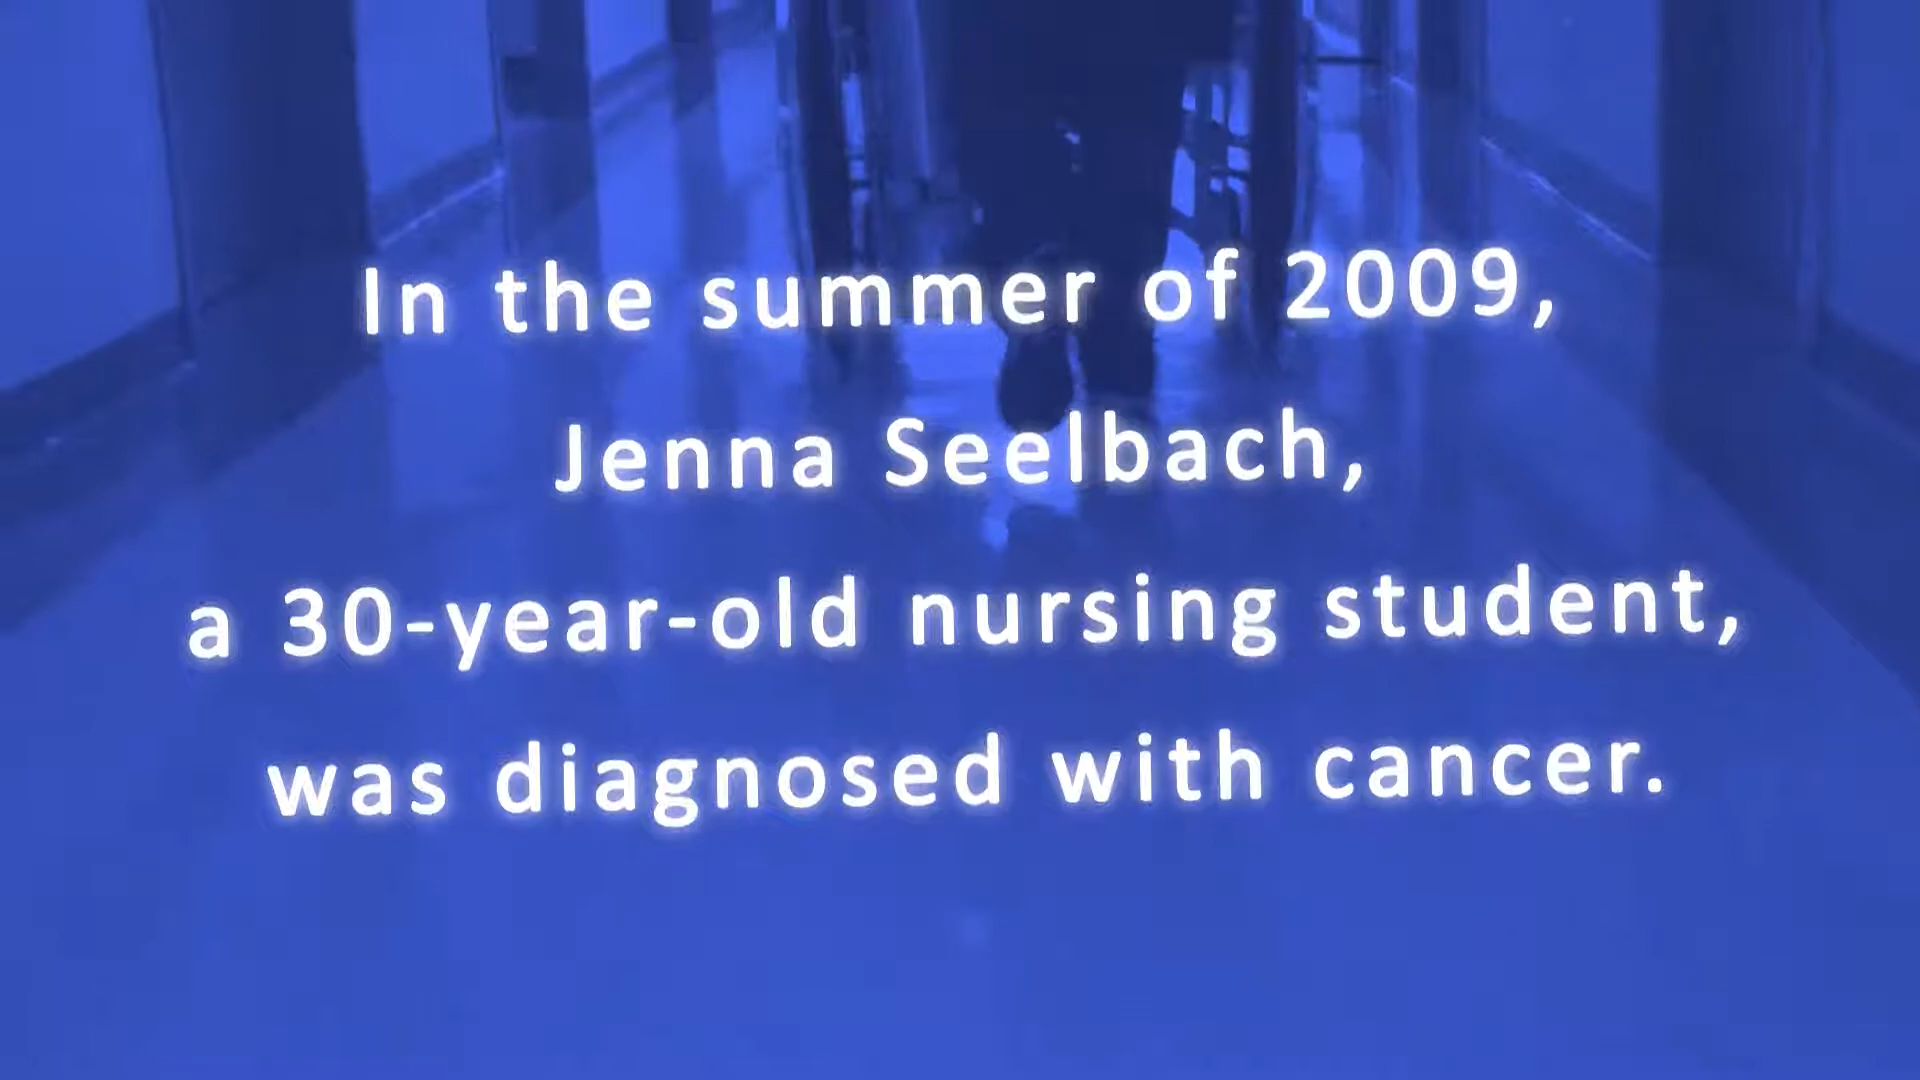 In the summer of 2009,
Jenna Seelbach,
a 30-year-old nursing student,
was diagnosed with cancer.